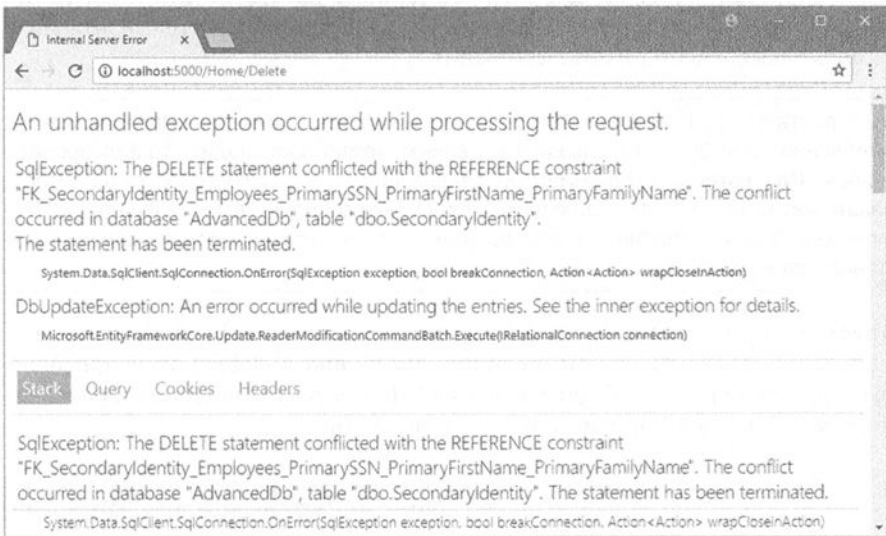 Internal Server Error
localhost:5000/Home/Delete
An unhandled exception occurred while processing the request.
SqlException: The DELETE statement conflicted with the REFERENCE constraint
"FK_SecondaryIdentity_Employees_PrimarySSN_PrimaryFirstName_PrimaryFamilyName". The conflict
occurred in database "AdvancedDb", table "dbo.SecondaryIdentity".
The statement has been terminated.
System.Data.SqlClient.SqlConnection.OnError(SqlException exception, bool breakConnection, Action<Action> wrapCloseInAction)
DbUpdateException: An error occurred while updating the entries. See the inner exception for details.
Microsoft.EntityFrameworkCore.Update.ReaderModificationCommandBatch.Execute(IRelationalConnection connection)
Stack Query Cookies Headers
SqlException: The DELETE statement conflicted with the REFERENCE constraint
"FK_SecondaryIdentity_Employees_PrimarySSN_PrimaryFirstName_PrimaryFamilyName". The conflict
occurred in database "AdvancedDb", table "dbo.SecondaryIdentity". The statement has been terminated.
System.Data.SqlClient.SqlConnection.OnError(SqlException exception, bool breakConnection, Action<Action> wrapCloseInAction)